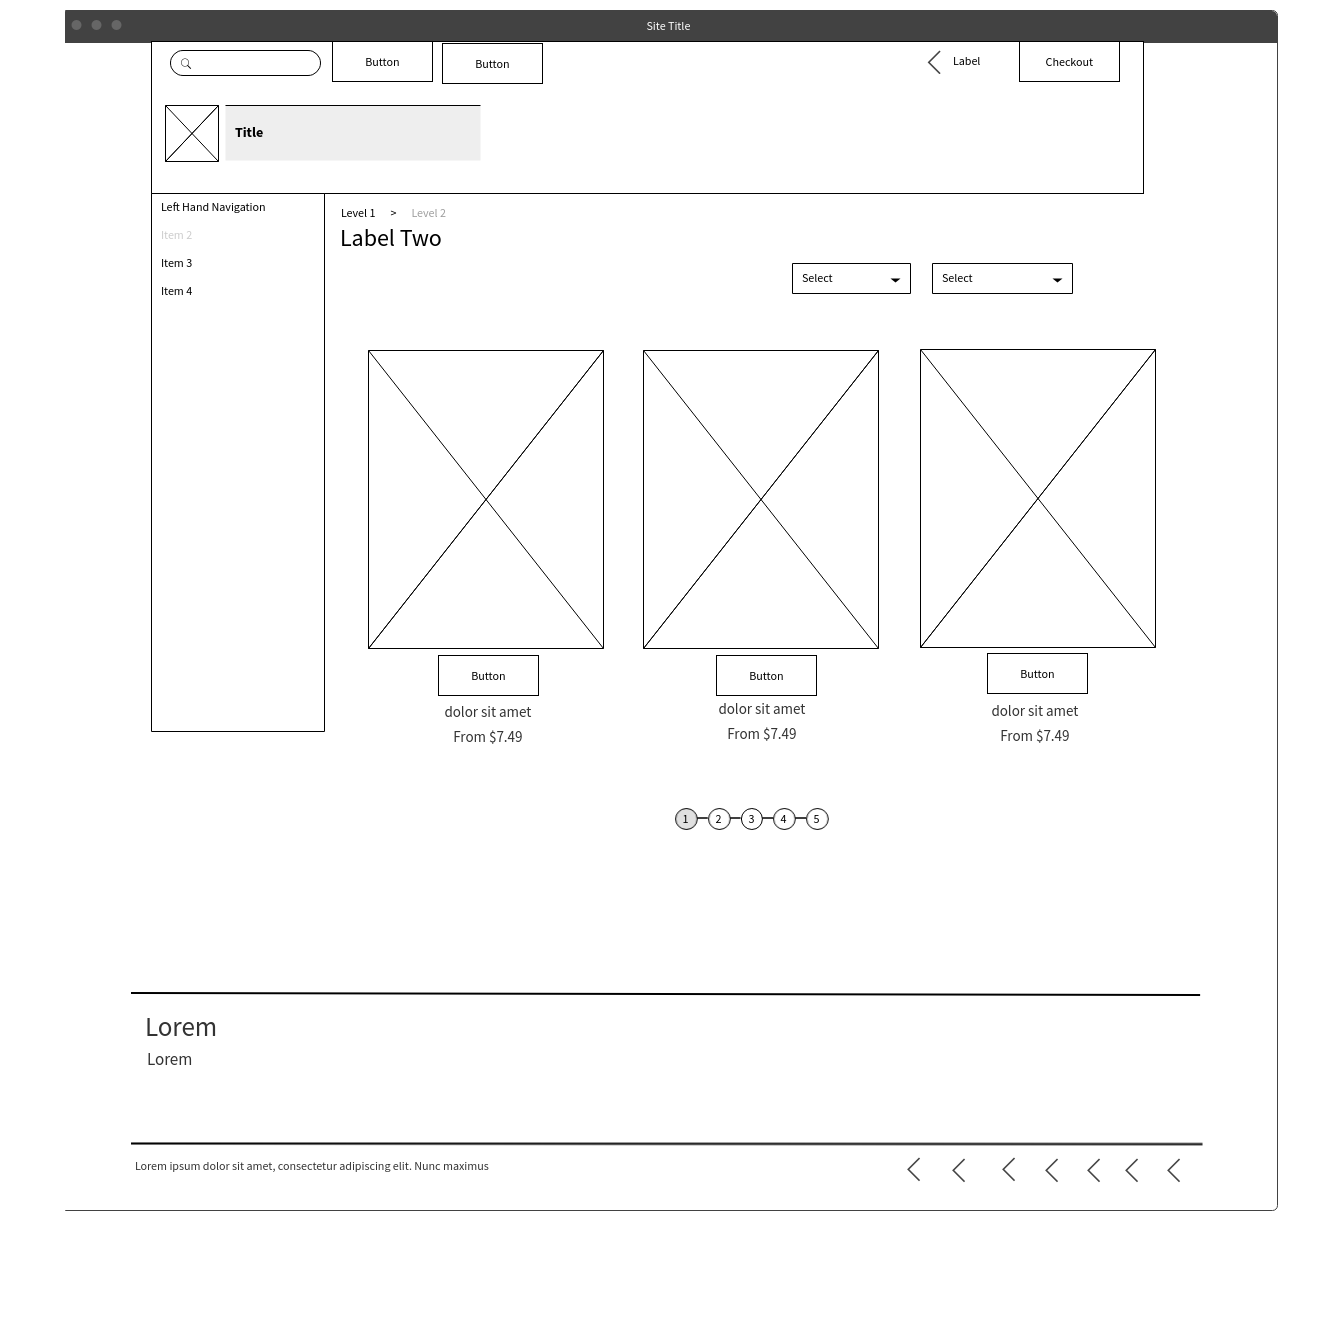 Site Title
Button
Button
Label
Checkout
Title
Left Hand Navigation
Item 2
Item 3
Item 4
Level 1 > Level 2
Label Two
Select
Select
Button
Button
Button
dolor sit amet
dolor sit amet
dolor sit amet
From $7.49
From $7.49
From $7.49
1 2 3 4 5
Lorem
Lorem
Lorem ipsum dolor sit amet, consectetur adipiscing elit. Nunc maximus